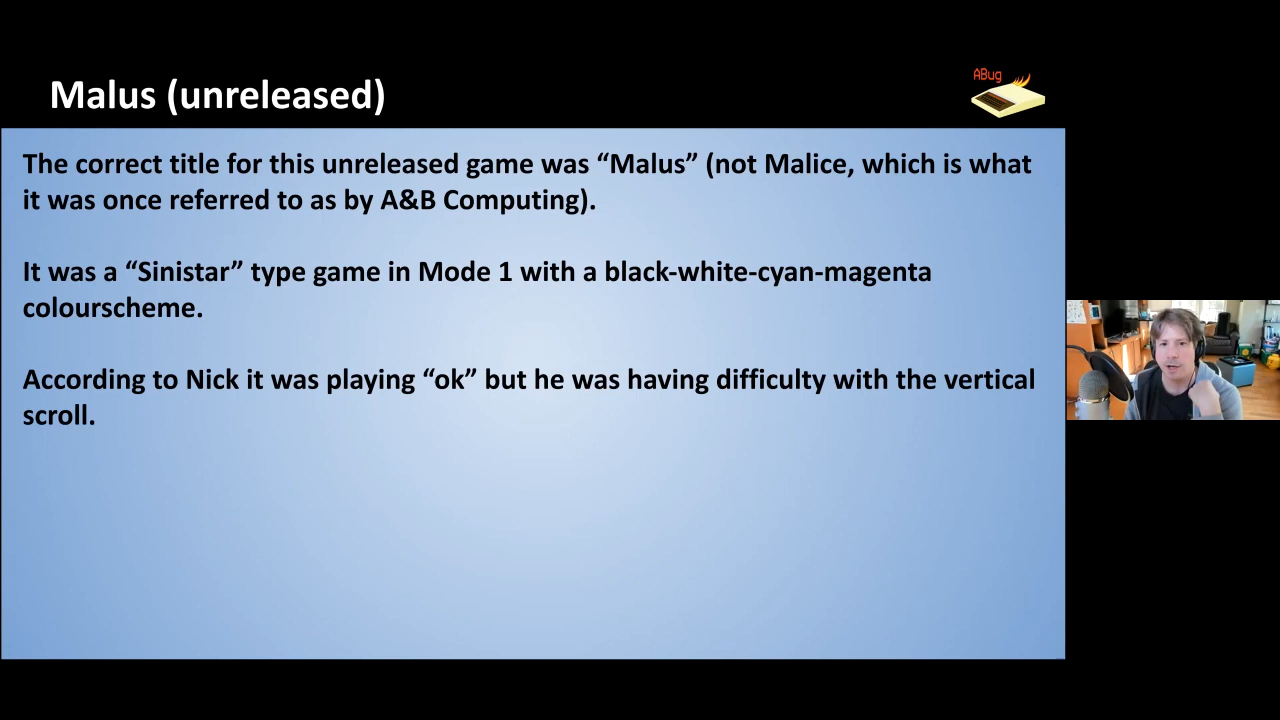 Malus (unreleased)
ABug
The correct title for this unreleased game was “Malus” (not Malice, which is what
it was once referred to as by A&B Computing).
It was a “Sinistar” type game in Mode 1 with a black-white-cyan-magenta
colourscheme.
According to Nick it was playing “ok” but he was having difficulty with the vertical
scroll.